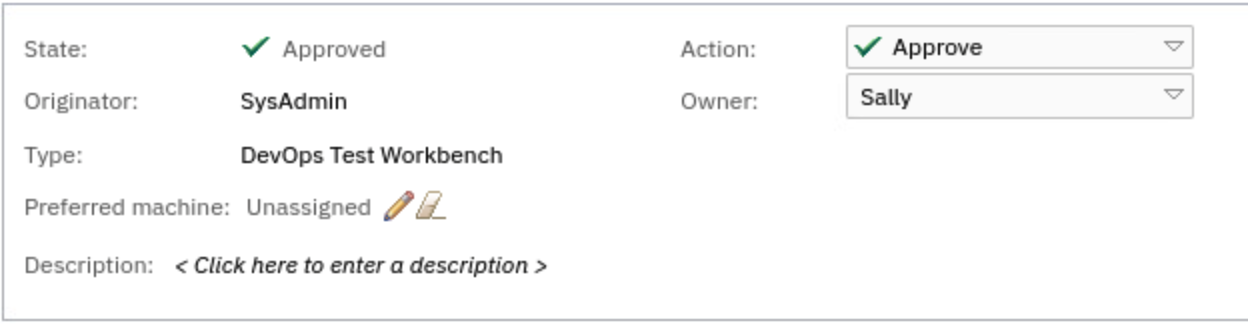 State: Approved Action: Approve
Originator: SysAdmin Owner: Sally
Type: DevOps Test Workbench
Preferred machine: Unassigned
Description: < Click here to enter a description >